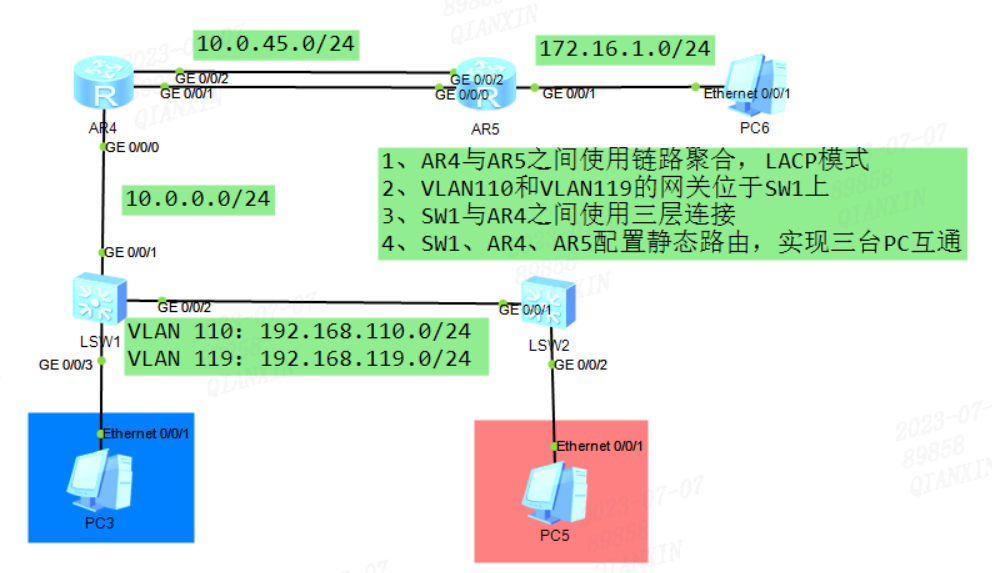 10.0.45.0/24
172.16.1.0/24
GE 0/0/2
GE 0/0/2
GE 0/0/1
GE 0/0/0
GE 0/0/1
Ethernet 0/0/1
AR4
AR5
PC6
GE 0/0/0
1、AR4与AR5之间使用链路聚合，LACP模式
2、VLAN110和VLAN119的网关位于SW1上
3、SW1与AR4之间使用三层连接
4、SW1、AR4、AR5配置静态路由，实现三台PC互通
10.0.0.0/24
GE 0/0/1
GE 0/0/2
GE 0/0/1
LSW1
VLAN 110: 192.168.110.0/24
VLAN 119: 192.168.119.0/24
LSW2
GE 0/0/3
GE 0/0/2
Ethernet 0/0/1
Ethernet 0/0/1
PC3
PC5
2023-07-07
89858
QIANXIN